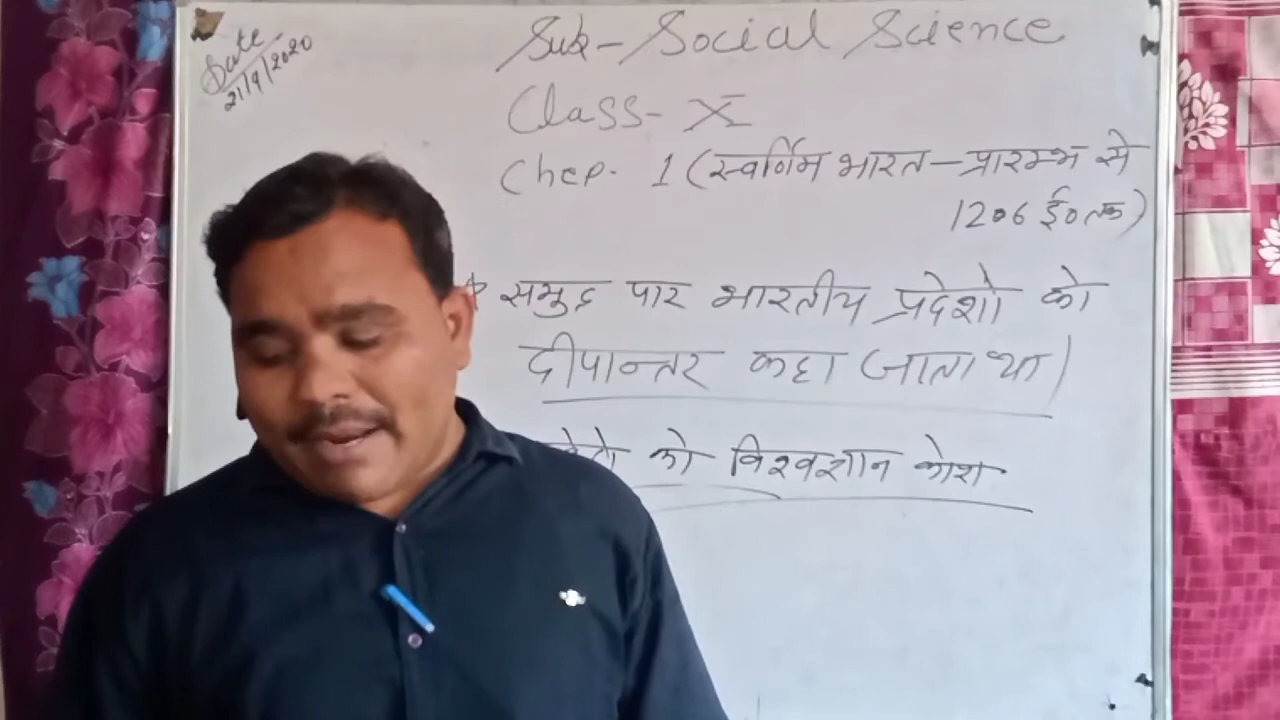 Date
21/9/2020
Sub- Social Science
Class- X
Chep. 1 (स्वर्णिम भारत - प्रारम्भ से
1206 ई० तक)
* समुद्र पार भारतीय प्रदेशो को
दीपान्तर कहा जाता था|
को विश्वज्ञान कोश